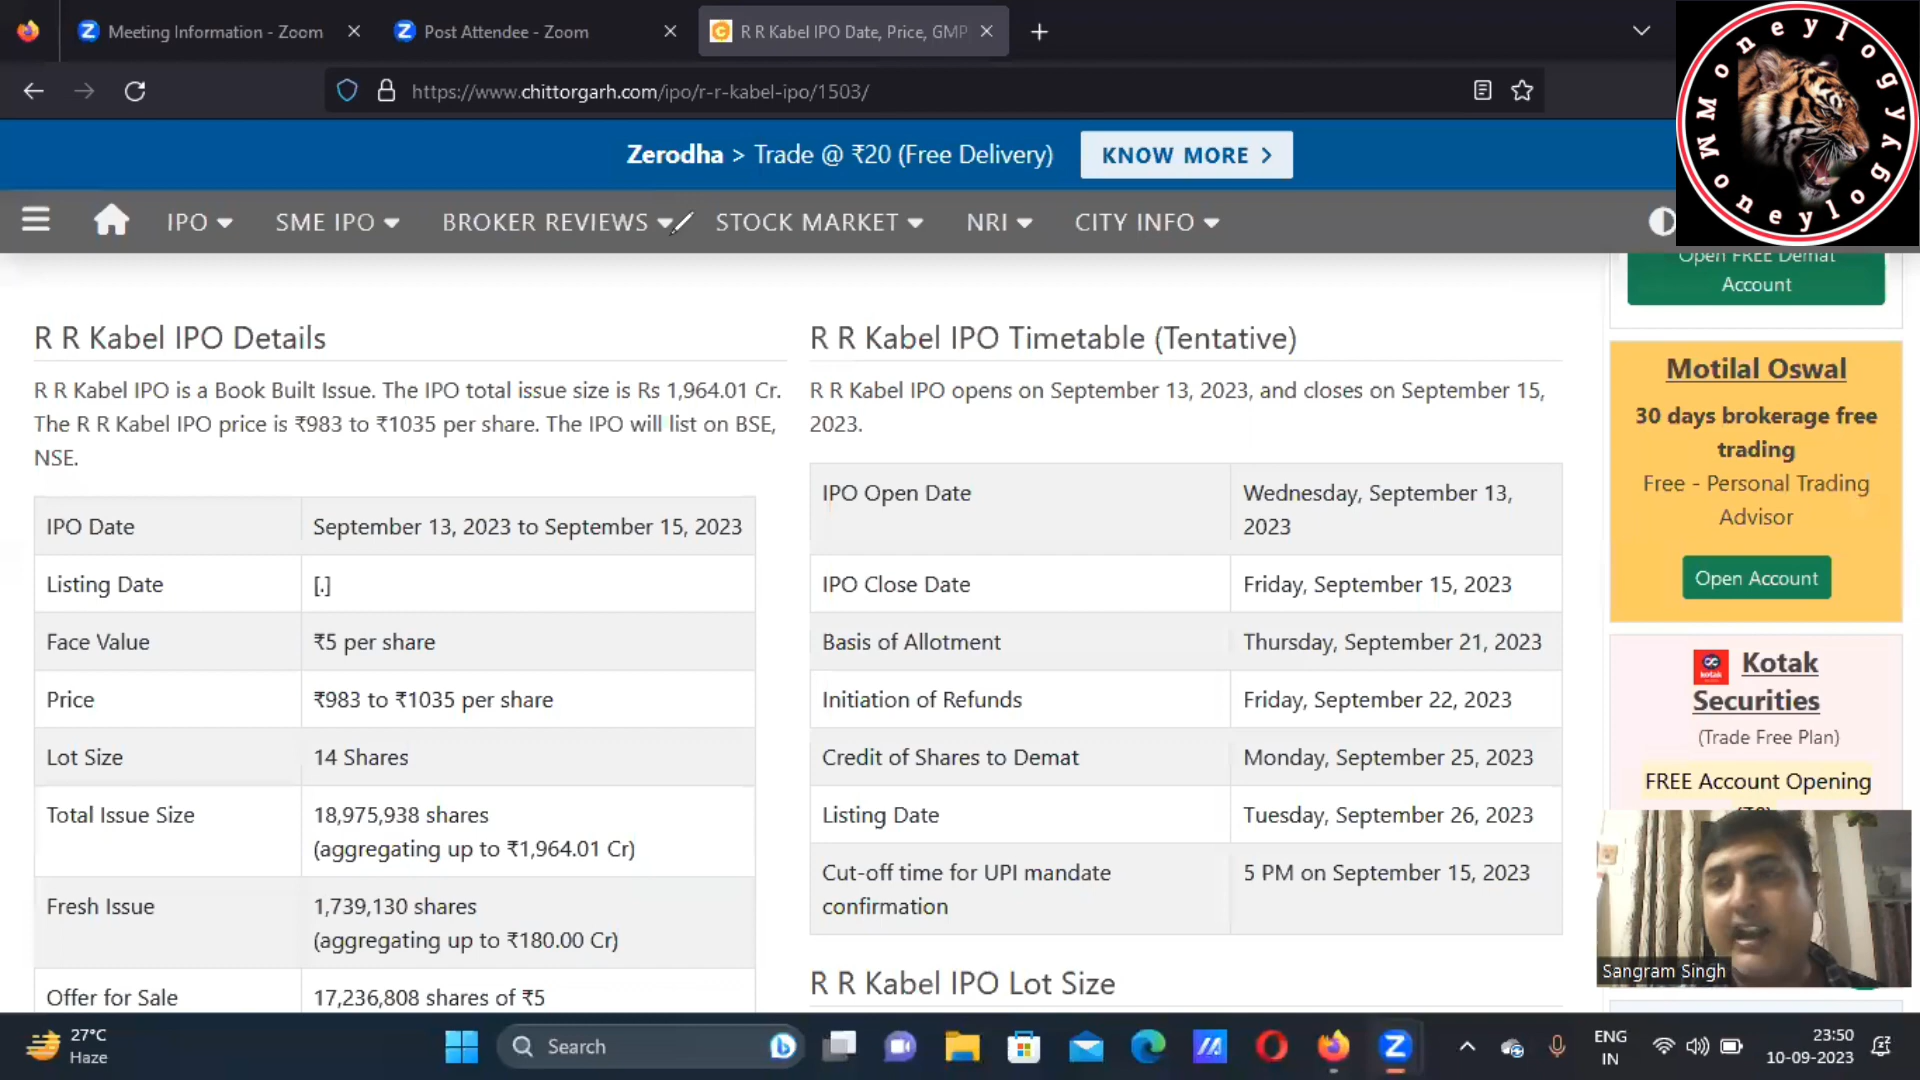 Meeting Information - Zoom
Post Attendee - Zoom
R R Kabel IPO Date, Price, GMP
https://www.chittorgarh.com/ipo/r-r-kabel-ipo/1503/
Zerodha > Trade @ ₹20 (Free Delivery)
KNOW MORE >
IPO
SME IPO
BROKER REVIEWS
STOCK MARKET
NRI
CITY INFO
Moneylogyyy
MMoneylogyyy
Open FREE Demat
Account
R R Kabel IPO Details
R R Kabel IPO is a Book Built Issue. The IPO total issue size is Rs 1,964.01 Cr.
The R R Kabel IPO price is ₹983 to ₹1035 per share. The IPO will list on BSE,
NSE.
IPO Date September 13, 2023 to September 15, 2023
Listing Date [.]
Face Value ₹5 per share
Price ₹983 to ₹1035 per share
Lot Size 14 Shares
Total Issue Size 18,975,938 shares
(aggregating up to ₹1,964.01 Cr)
Fresh Issue 1,739,130 shares
(aggregating up to ₹180.00 Cr)
Offer for Sale 17,236,808 shares of ₹5
R R Kabel IPO Timetable (Tentative)
R R Kabel IPO opens on September 13, 2023, and closes on September 15,
2023.
IPO Open Date Wednesday, September 13,
2023
IPO Close Date Friday, September 15, 2023
Basis of Allotment Thursday, September 21, 2023
Initiation of Refunds Friday, September 22, 2023
Credit of Shares to Demat Monday, September 25, 2023
Listing Date Tuesday, September 26, 2023
Cut-off time for UPI mandate 5 PM on September 15, 2023
confirmation
R R Kabel IPO Lot Size
Motilal Oswal
30 days brokerage free
trading
Free - Personal Trading
Advisor
Open Account
kotak
Kotak
Securities
(Trade Free Plan)
FREE Account Opening
Sangram Singh
27°C
Haze
Search
ENG
IN
23:50
10-09-2023